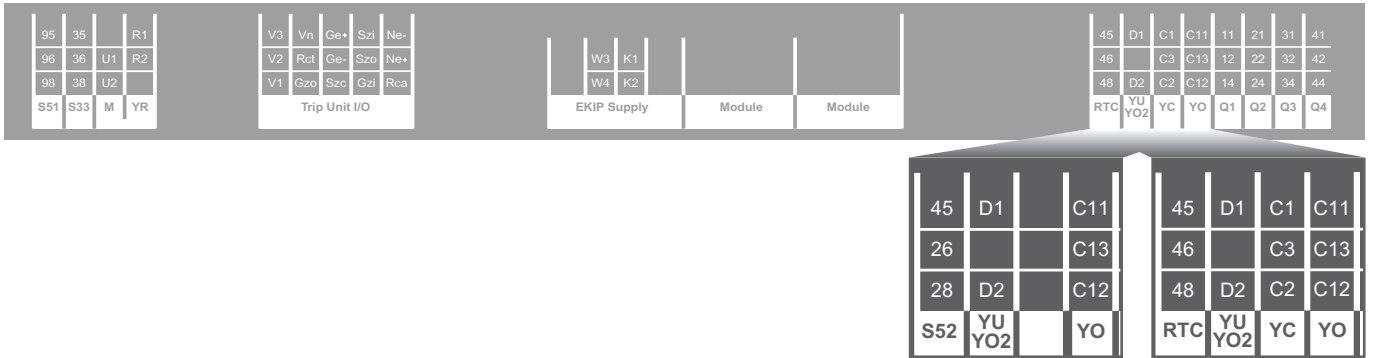 95 35 R1
96 36 U1 R2
98 38 U2
S51 S33 M YR
V3 Vn Ge+ Szi Ne-
V2 Rct Ge- Szo Ne+
V1 Gzo Szc Gzi Rca
Trip Unit I/O
W3 K1
W4 K2
EKIP Supply Module Module
45 D1 C1 C11 11 21 31 41
46 C3 C13 12 22 32 42
48 D2 C2 C12 14 24 34 44
RTC YU YO2 YC YO Q1 Q2 Q3 Q4
45 D1 C11
26 C13
28 D2 C12
S52 YU YO2 YO
45 D1 C1 C11
46 C3 C13
48 D2 C2 C12
RTC YU YO2 YC YO